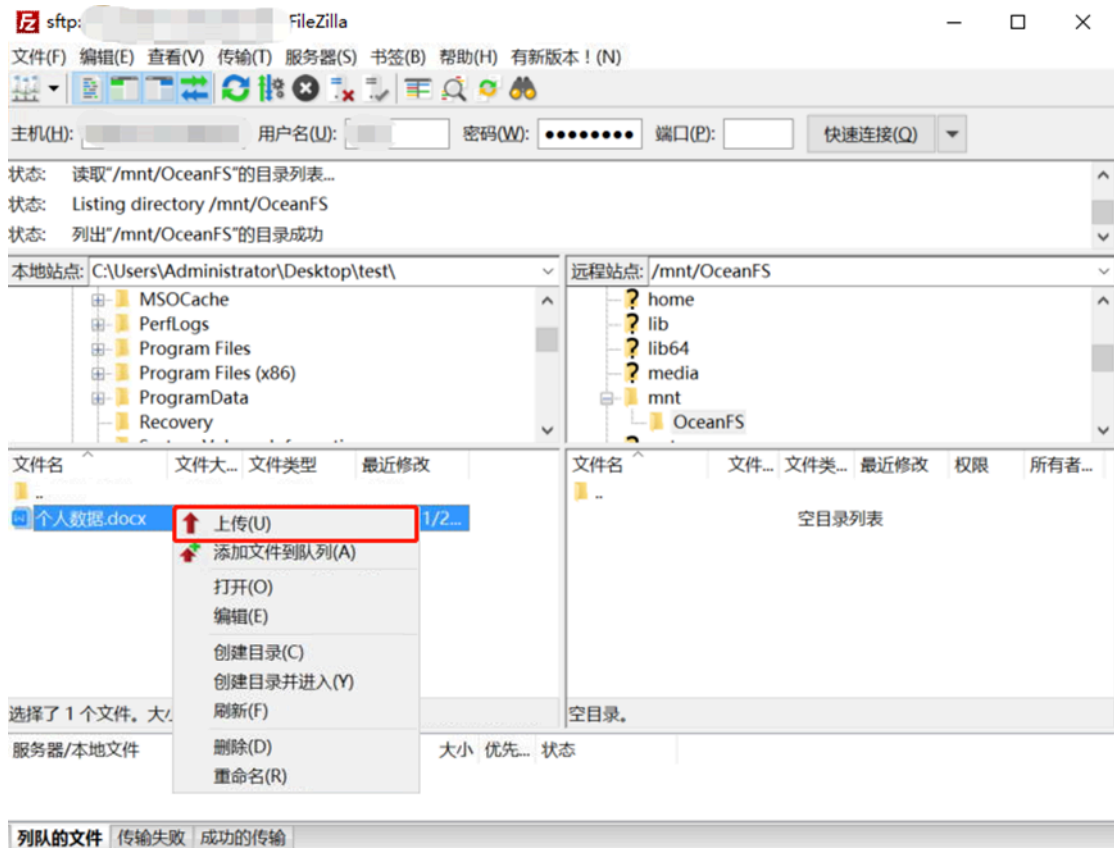 sftp: FileZilla
文件(F) 编辑(E) 查看(V) 传输(T) 服务器(S) 书签(B) 帮助(H) 有新版本！(N)
主机(H): 用户名(U): 密码(W): ●●●●●●●●● 端口(P): 快速连接(Q)
状态: 读取"/mnt/OceanFS"的目录列表...
状态: Listing directory /mnt/OceanFS
状态: 列出"/mnt/OceanFS"的目录成功
本地站点: C:\Users\Administrator\Desktop\test\ 远程站点: /mnt/OceanFS
MSOCache
PerfLogs
Program Files
Program Files (x86)
ProgramData
Recovery
? home
? lib
? lib64
? media
mnt
OceanFS
文件名 文件大... 文件类型 最近修改
..
个人数据.docx 1/2...
文件名 文件... 文件类... 最近修改 权限 所有者...
..
空目录列表
上传(U)
添加文件到队列(A)
打开(O)
编辑(E)
创建目录(C)
创建目录并进入(Y)
刷新(F)
删除(D)
重命名(R)
选择了 1 个文件。大 空目录。
服务器/本地文件 大小 优先... 状态
列队的文件 传输失败 成功的传输